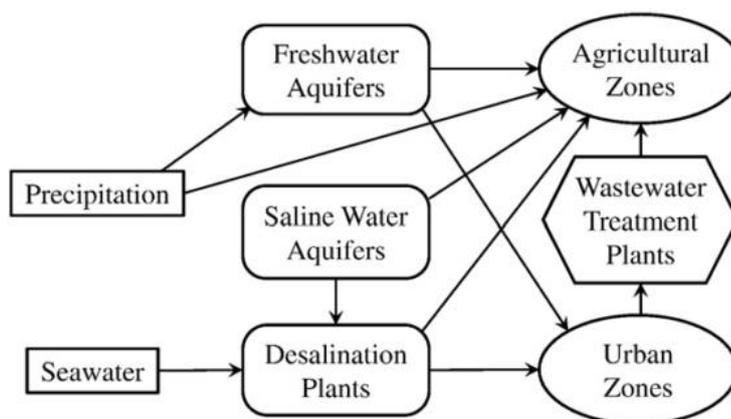 Freshwater
Aquifers
Agricultural
Zones
Precipitation
Saline Water
Aquifers
Wastewater
Treatment
Plants
Seawater
Desalination
Plants
Urban
Zones